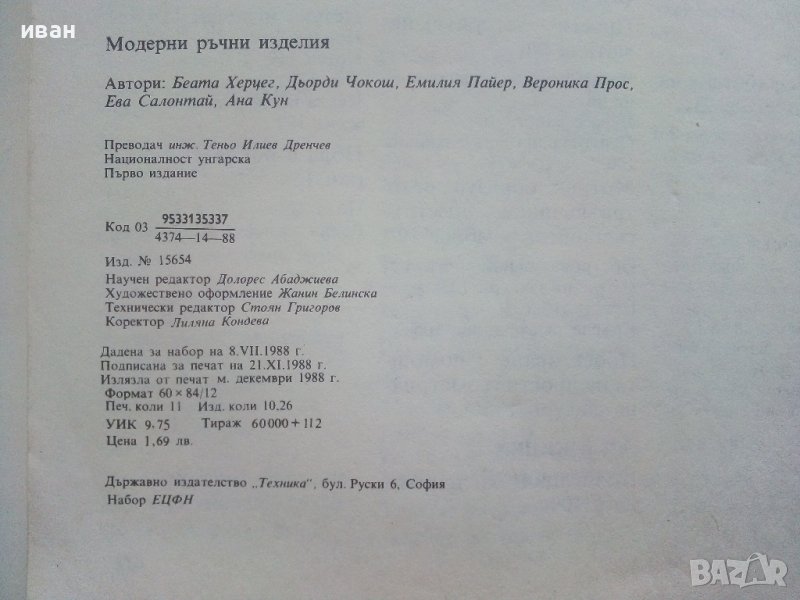 иван
Модерни ръчни изделия
Автори: Беата Херцег, Дьорди Чокош, Емилия Пайер, Вероника Прос,
Ева Салонтай, Ана Кун
Преводач инж. Теньо Илиев Дренчев
Националност унгарска
Първо издание
Код 03 9533135337
4374—14—88
Изд. № 15654
Научен редактор Долорес Абаджиева
Художествено оформление Жанин Белинска
Технически редактор Стоян Григоров
Коректор Лиляна Кондева
Дадена за набор на 8.VII.1988 г.
Подписана за печат на 21.XI.1988 г.
Излязла от печат м. декември 1988 г.
Формат 60×84/12
Печ. коли 11 Изд. коли 10,26
УИК 9,75 Тираж 60000+112
Цена 1,69 лв.
Държавно издателство „Техника“, бул. Руски 6, София
Набор ЕЦФН
BAZAR